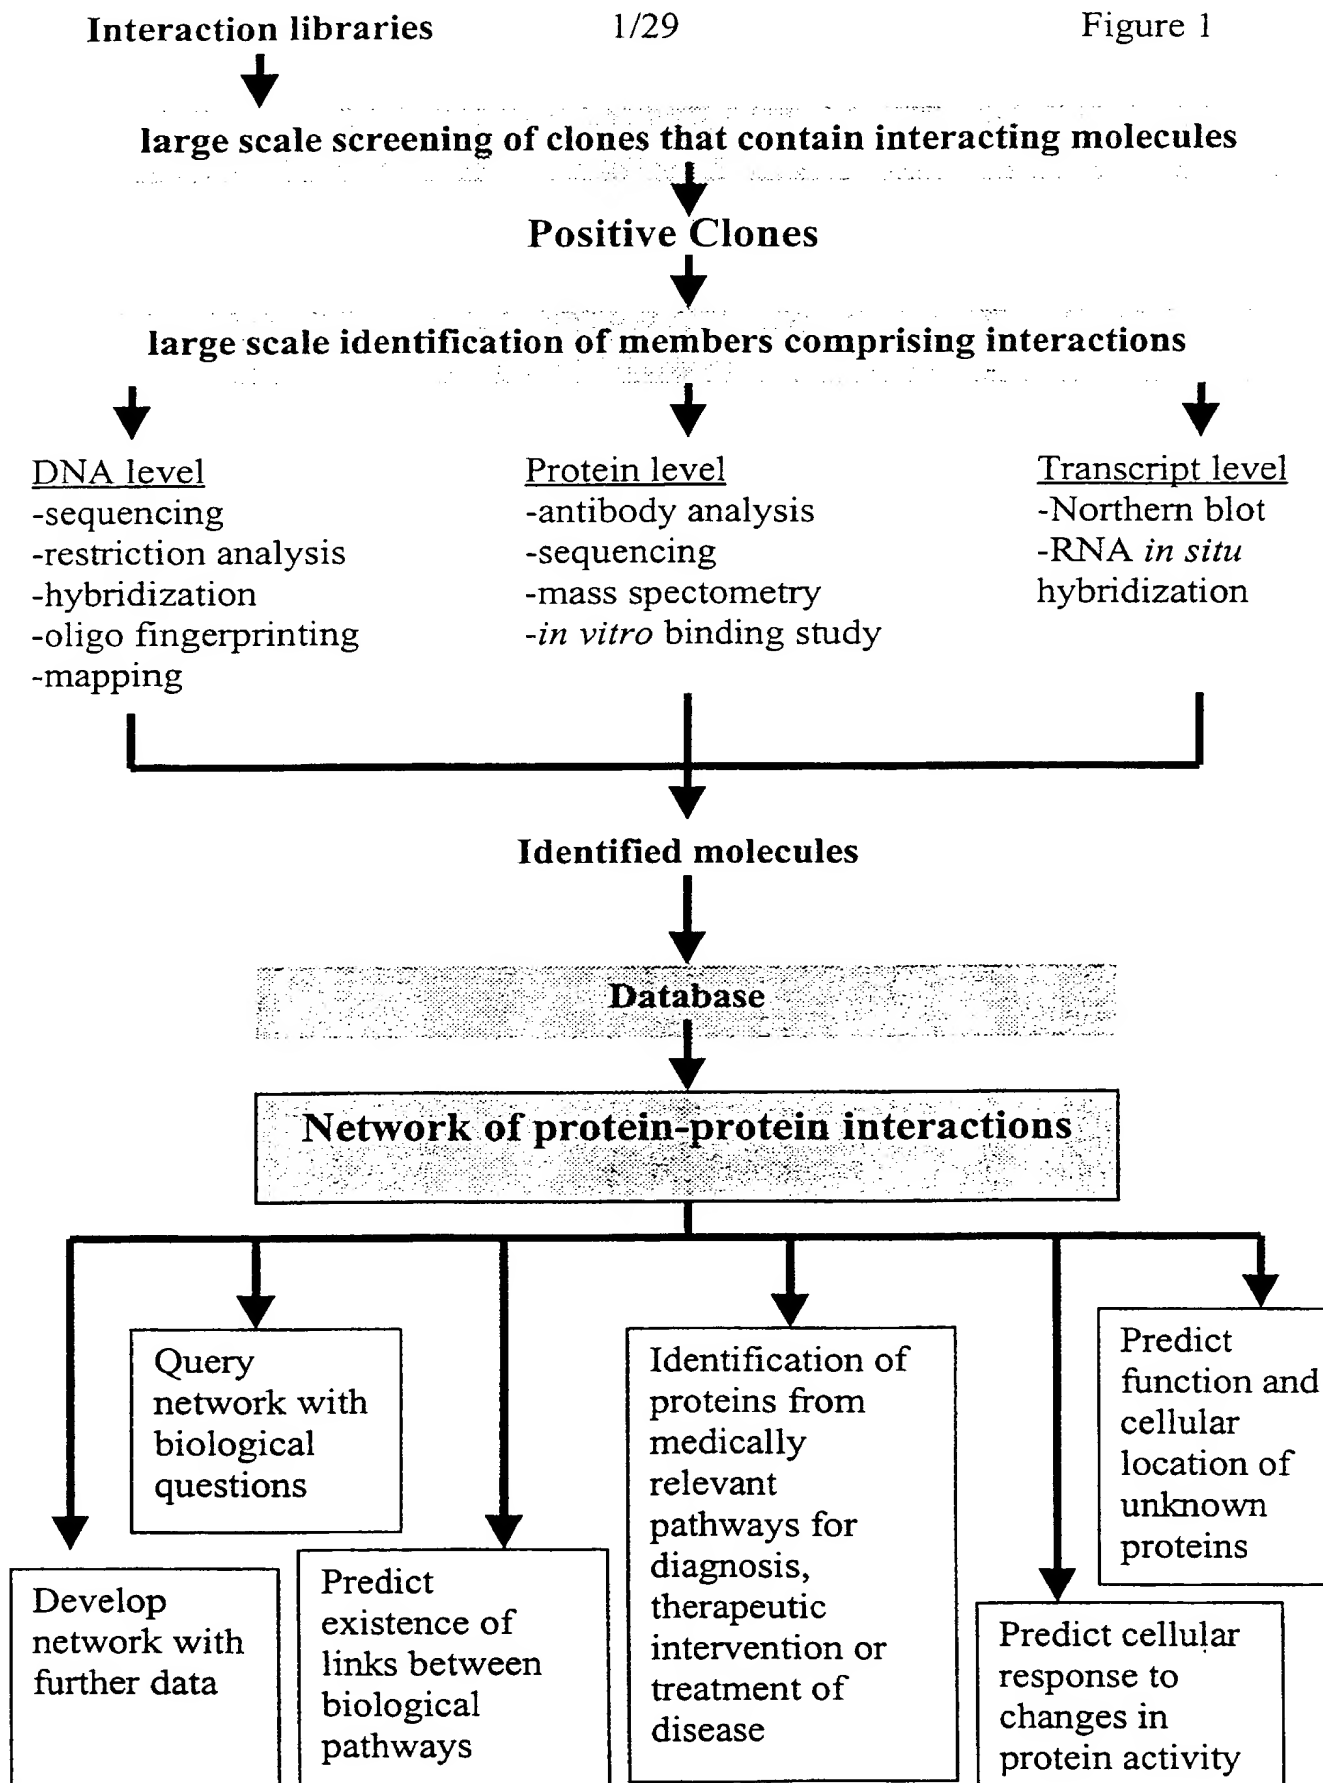 Interaction libraries
1/29
Figure 1
large scale screening of clones that contain interacting molecules
Positive Clones
large scale identification of members comprising interactions
DNA level
-sequencing
-restriction analysis
-hybridization
-oligo fingerprinting
-mapping
Protein level
-antibody analysis
-sequencing
-mass spectometry
-in vitro binding study
Transcript level
-Northern blot
-RNA in situ
hybridization
Identified molecules
Database
Network of protein-protein interactions
Develop
network with
further data
Query
network with
biological
questions
Predict
existence of
links between
biological
pathways
Identification of
proteins from
medically
relevant
pathways for
diagnosis,
therapeutic
intervention or
treatment of
disease
Predict cellular
response to
changes in
protein activity
Predict
function and
cellular
location of
unknown
proteins